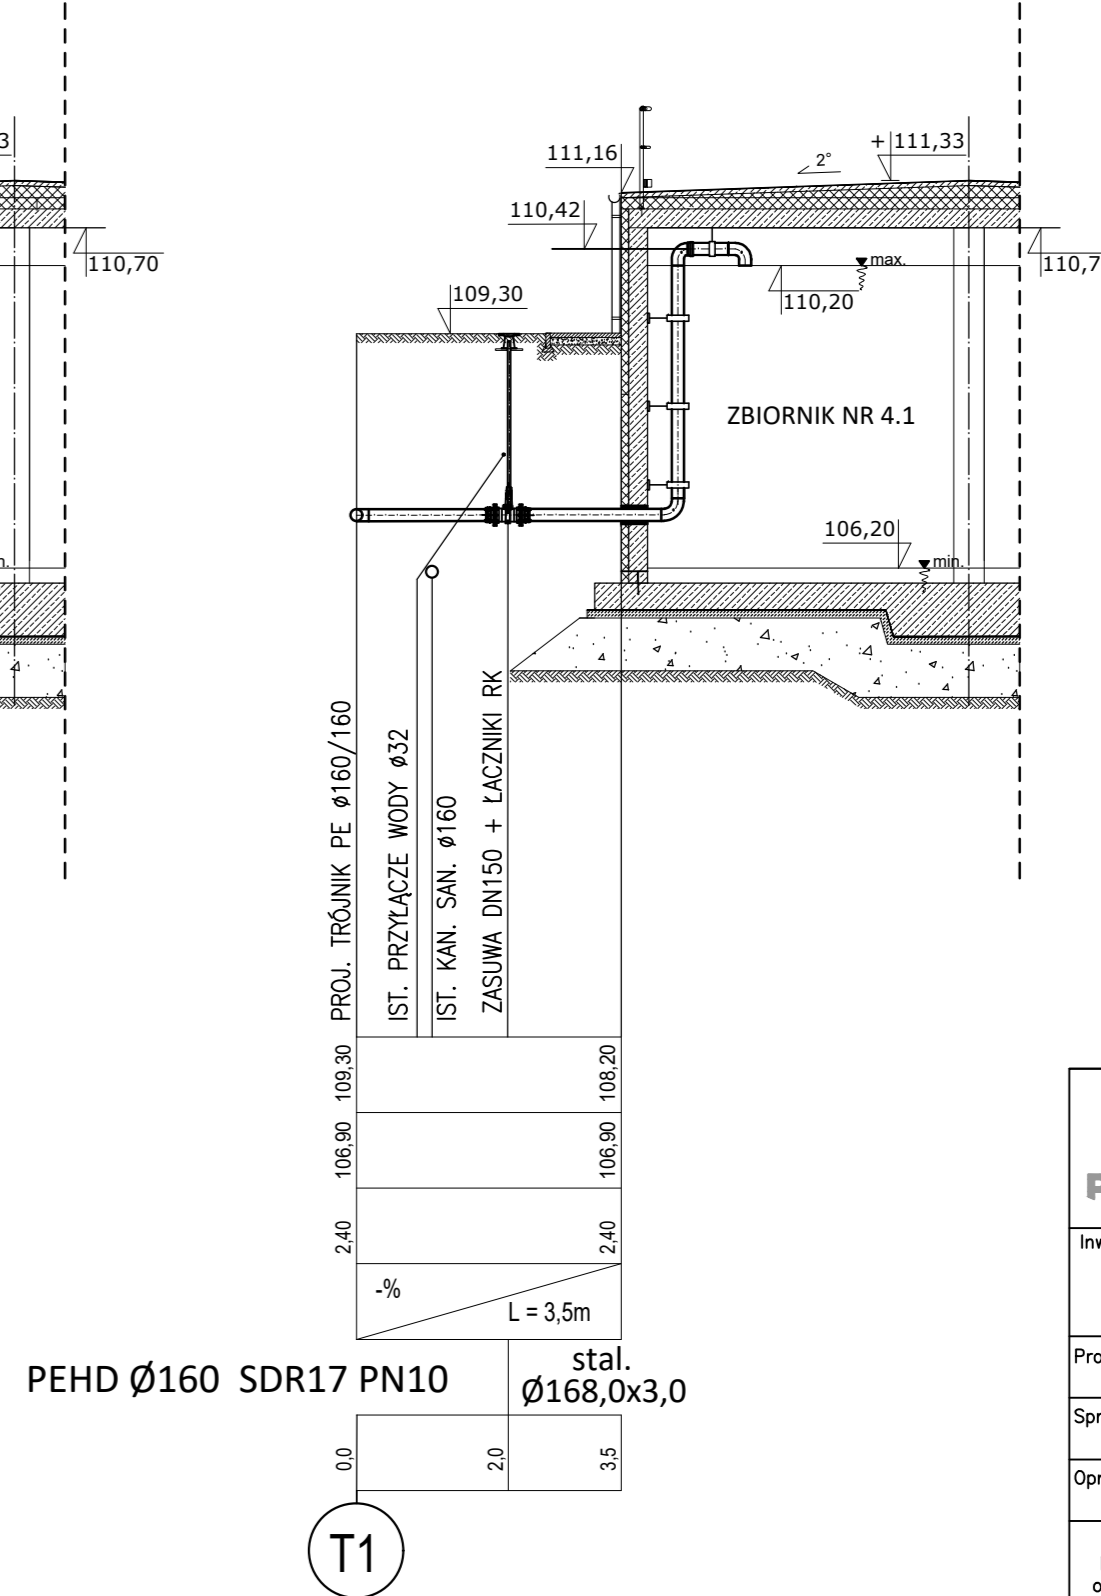 3
111,16
2°
+ 111,33
110,42
110,70
max.
110,7
109,30
110,20
ZBIORNIK NR 4.1
106,20
min.
n.
PROJ. TRÓJNIK PE ø160/160
IST. PRZYŁĄCZE WODY ø32
IST. KAN. SAN. ø160
ZASUWA DN150 + ŁACZNIKI RK
109,30
108,20
106,90
106,90
2,40
2,40
-%
L = 3,5m
PEHD Ø160 SDR17 PN10
stal.
Ø168,0x3,0
0,0
2,0
3,5
T1
Inw
Pro
Spr
Opr